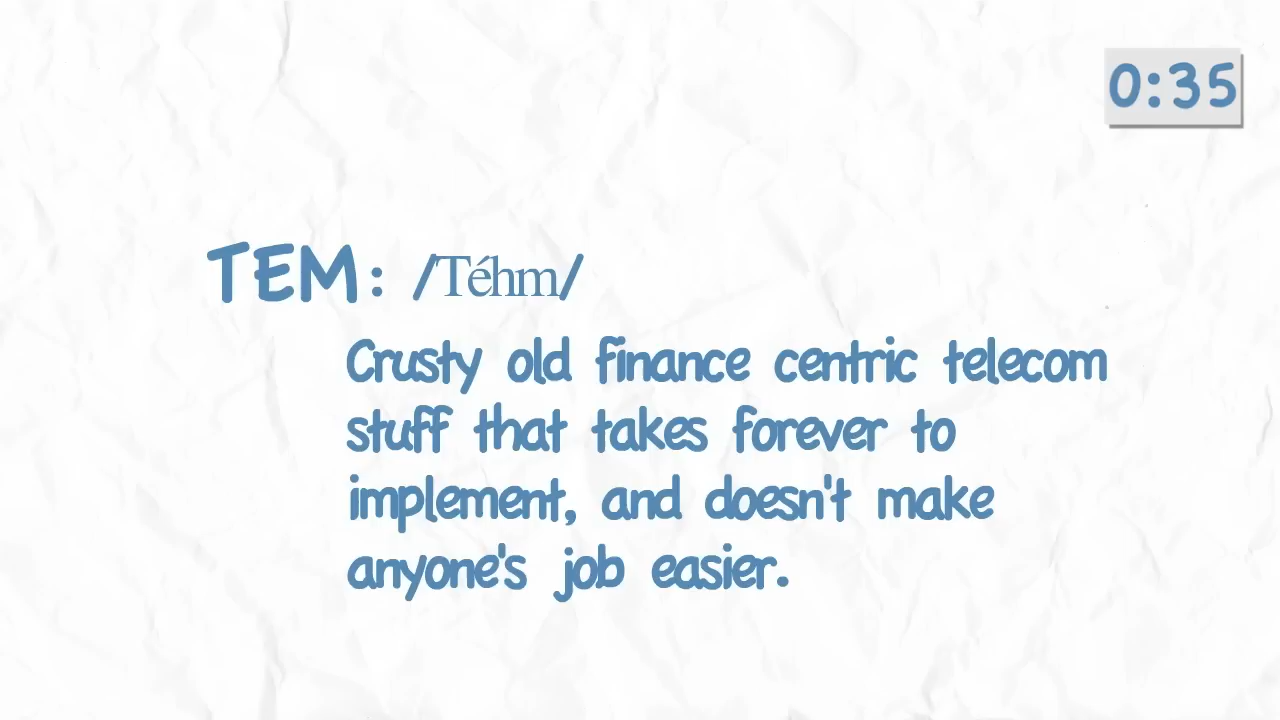 0:35
TEM: /Téhm/
Crusty old finance centric telecom
stuff that takes forever to
implement, and doesn't make
anyone's job easier.